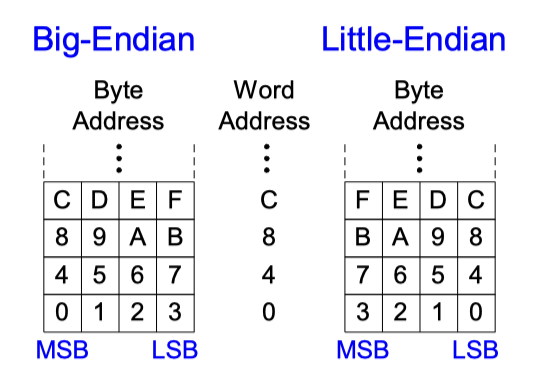 Big-Endian Little-Endian
Byte Word Byte
Address Address Address
C D E F C F E D C
8 9 A B 8 B A 9 8
4 5 6 7 4 7 6 5 4
0 1 2 3 0 3 2 1 0
MSB LSB MSB LSB